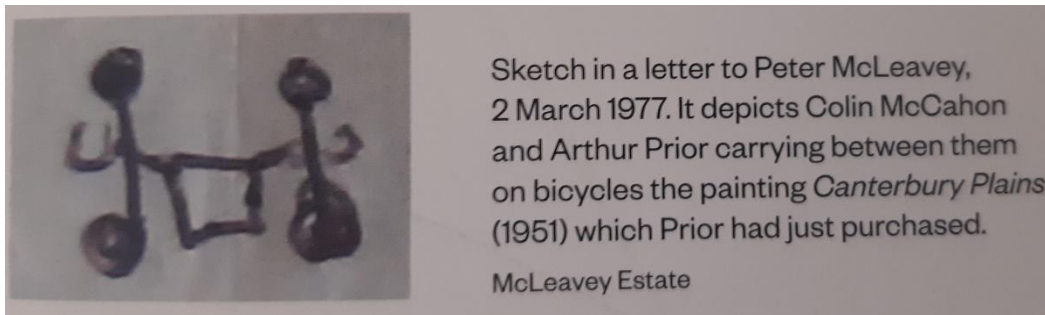 Sketch in a letter to Peter McLeavey,
2 March 1977. It depicts Colin McCahon
and Arthur Prior carrying between them
on bicycles the painting Canterbury Plains
(1951) which Prior had just purchased.
McLeavey Estate